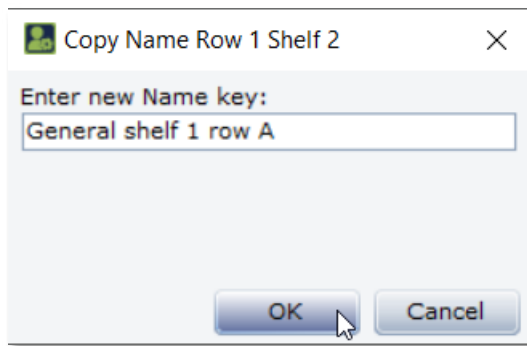 Copy Name Row 1 Shelf 2
Enter new Name key:
General shelf 1 row A
OK
Cancel